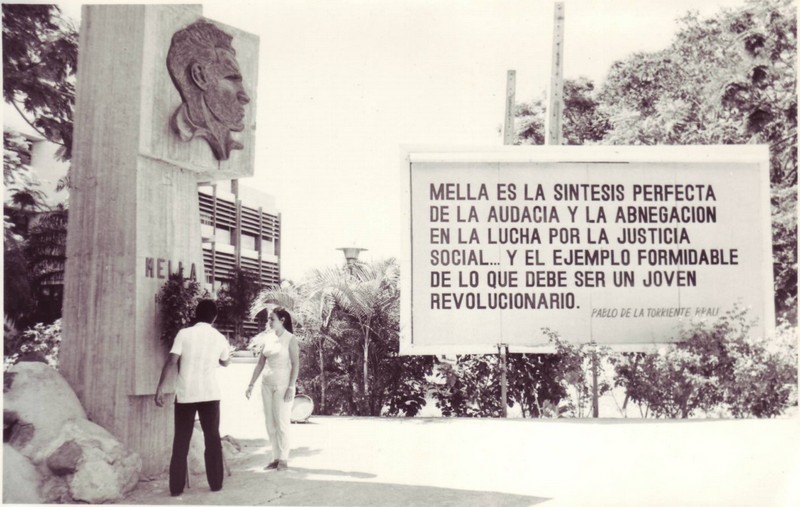 MELLA
MELLA ES LA SINTESIS PERFECTA
DE LA AUDACIA Y LA ABNEGACION
EN LA LUCHA POR LA JUSTICIA
SOCIAL... Y EL EJEMPLO FORMIDABLE
DE LO QUE DEBE SER UN JOVEN
REVOLUCIONARIO.
PABLO DE LA TORRIENTE BRAU